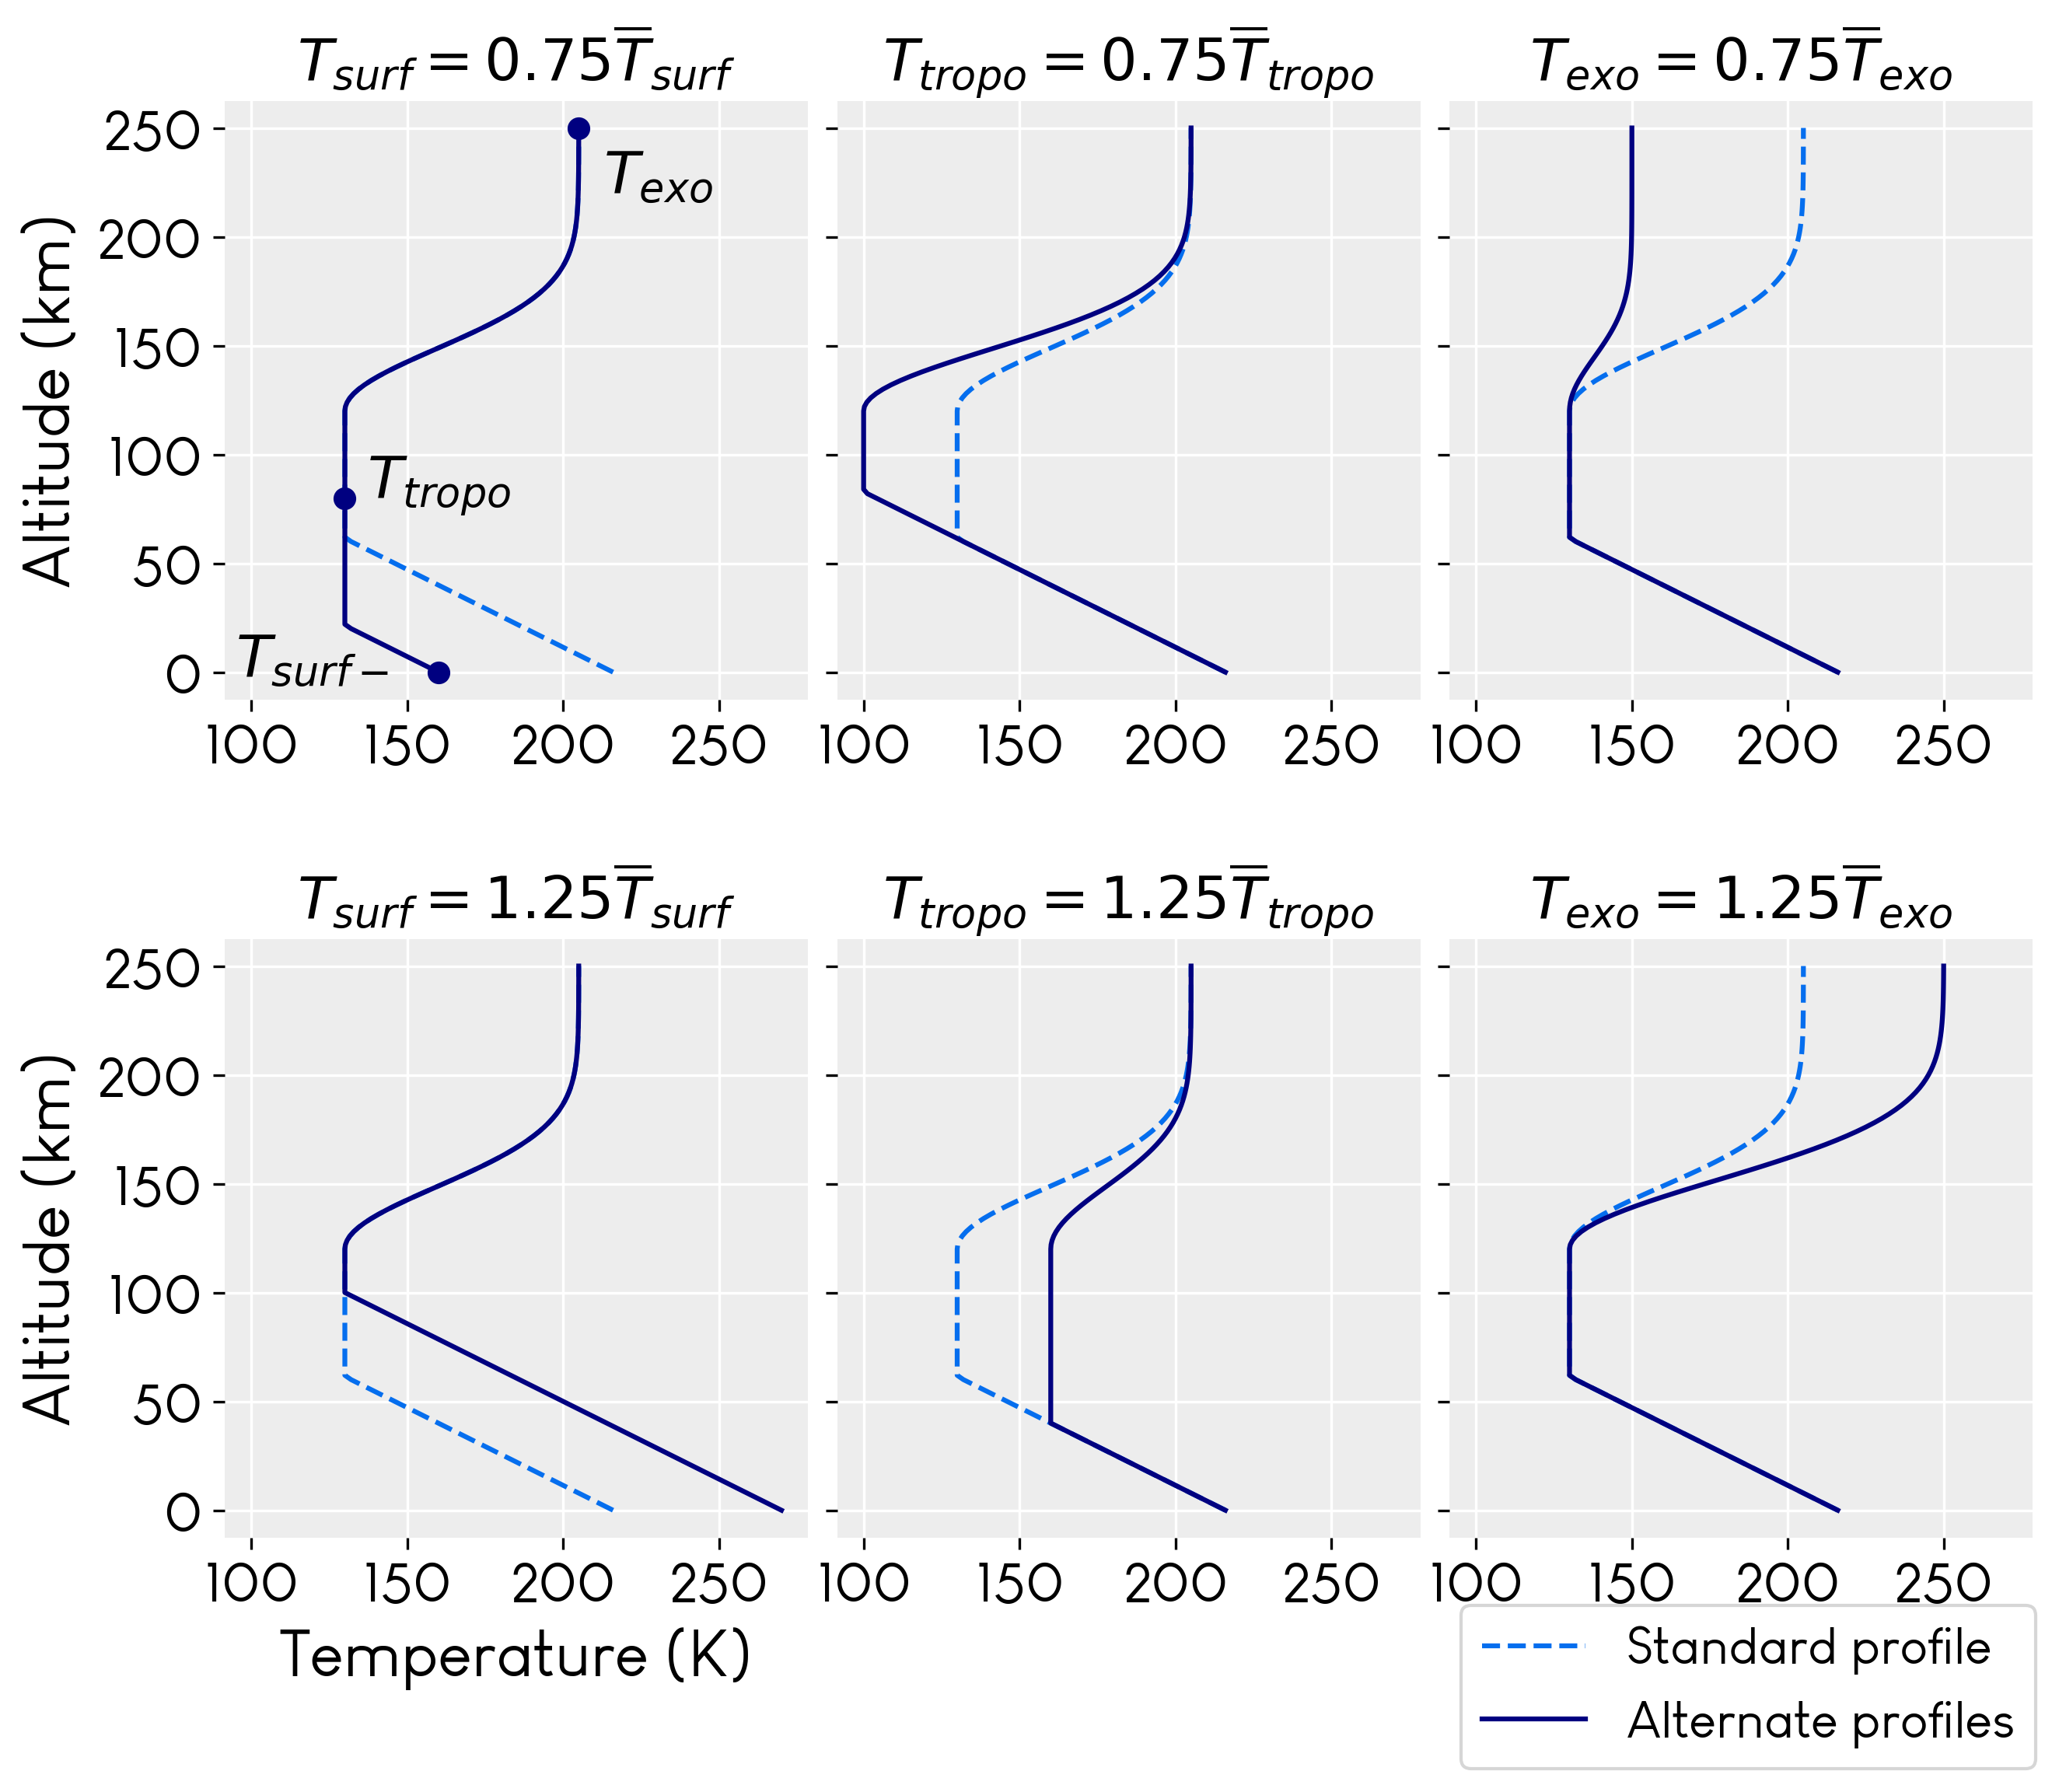 T_surf = 0.75T̅_surf
T_tropo = 0.75T̅_tropo
T_exo = 0.75T̅_exo
Altitude (km)
250
200
150
100
50
0
T_exo
T_tropo
T_surf –
100 150 200 250
100 150 200 250
100 150 200 250
T_surf = 1.25T̅_surf
T_tropo = 1.25T̅_tropo
T_exo = 1.25T̅_exo
Altitude (km)
250
200
150
100
50
0
100 150 200 250
100 150 200 250
100 150 200 250
Temperature (K)
Standard profile
Alternate profiles